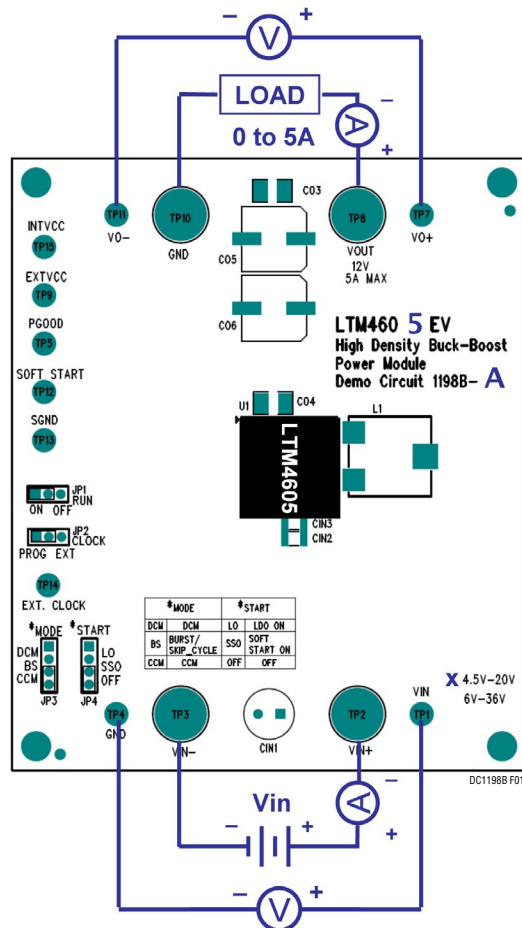 − V +
LOAD
−
A
+
0 to 5A
TP11
VO-
TP10
GND
CO3
TP8
VOUT
12V
5A MAX
TP7
VO+
INTVCC
TP15
EXTVCC
TP9
PGOOD
TP5
SOFT START
TP12
SGND
TP13
CO5
CO6
LTM460 5 EV
High Density Buck-Boost
Power Module
Demo Circuit 1198B- A
U1
CO4
L1
LTM4605
CIN3
CIN2
JP1
RUN
ON OFF
JP2
CLOCK
PROG EXT
TP14
EXT. CLOCK
*MODE *START
DCM
BS
CCM
JP3
LO
SSO
OFF
JP4
*MODE *START
DCM DCM LO LDO ON
BS BURST/ SKIP_CYCLE SSO SOFT START ON
CCM CCM OFF OFF
TP4
GND
TP3
VIN-
CIN1
TP2
VIN+
VIN
TP1
X 4.5V-20V
6V-36V
DC1198B F01
Vin
− +
−
A
+
− V +